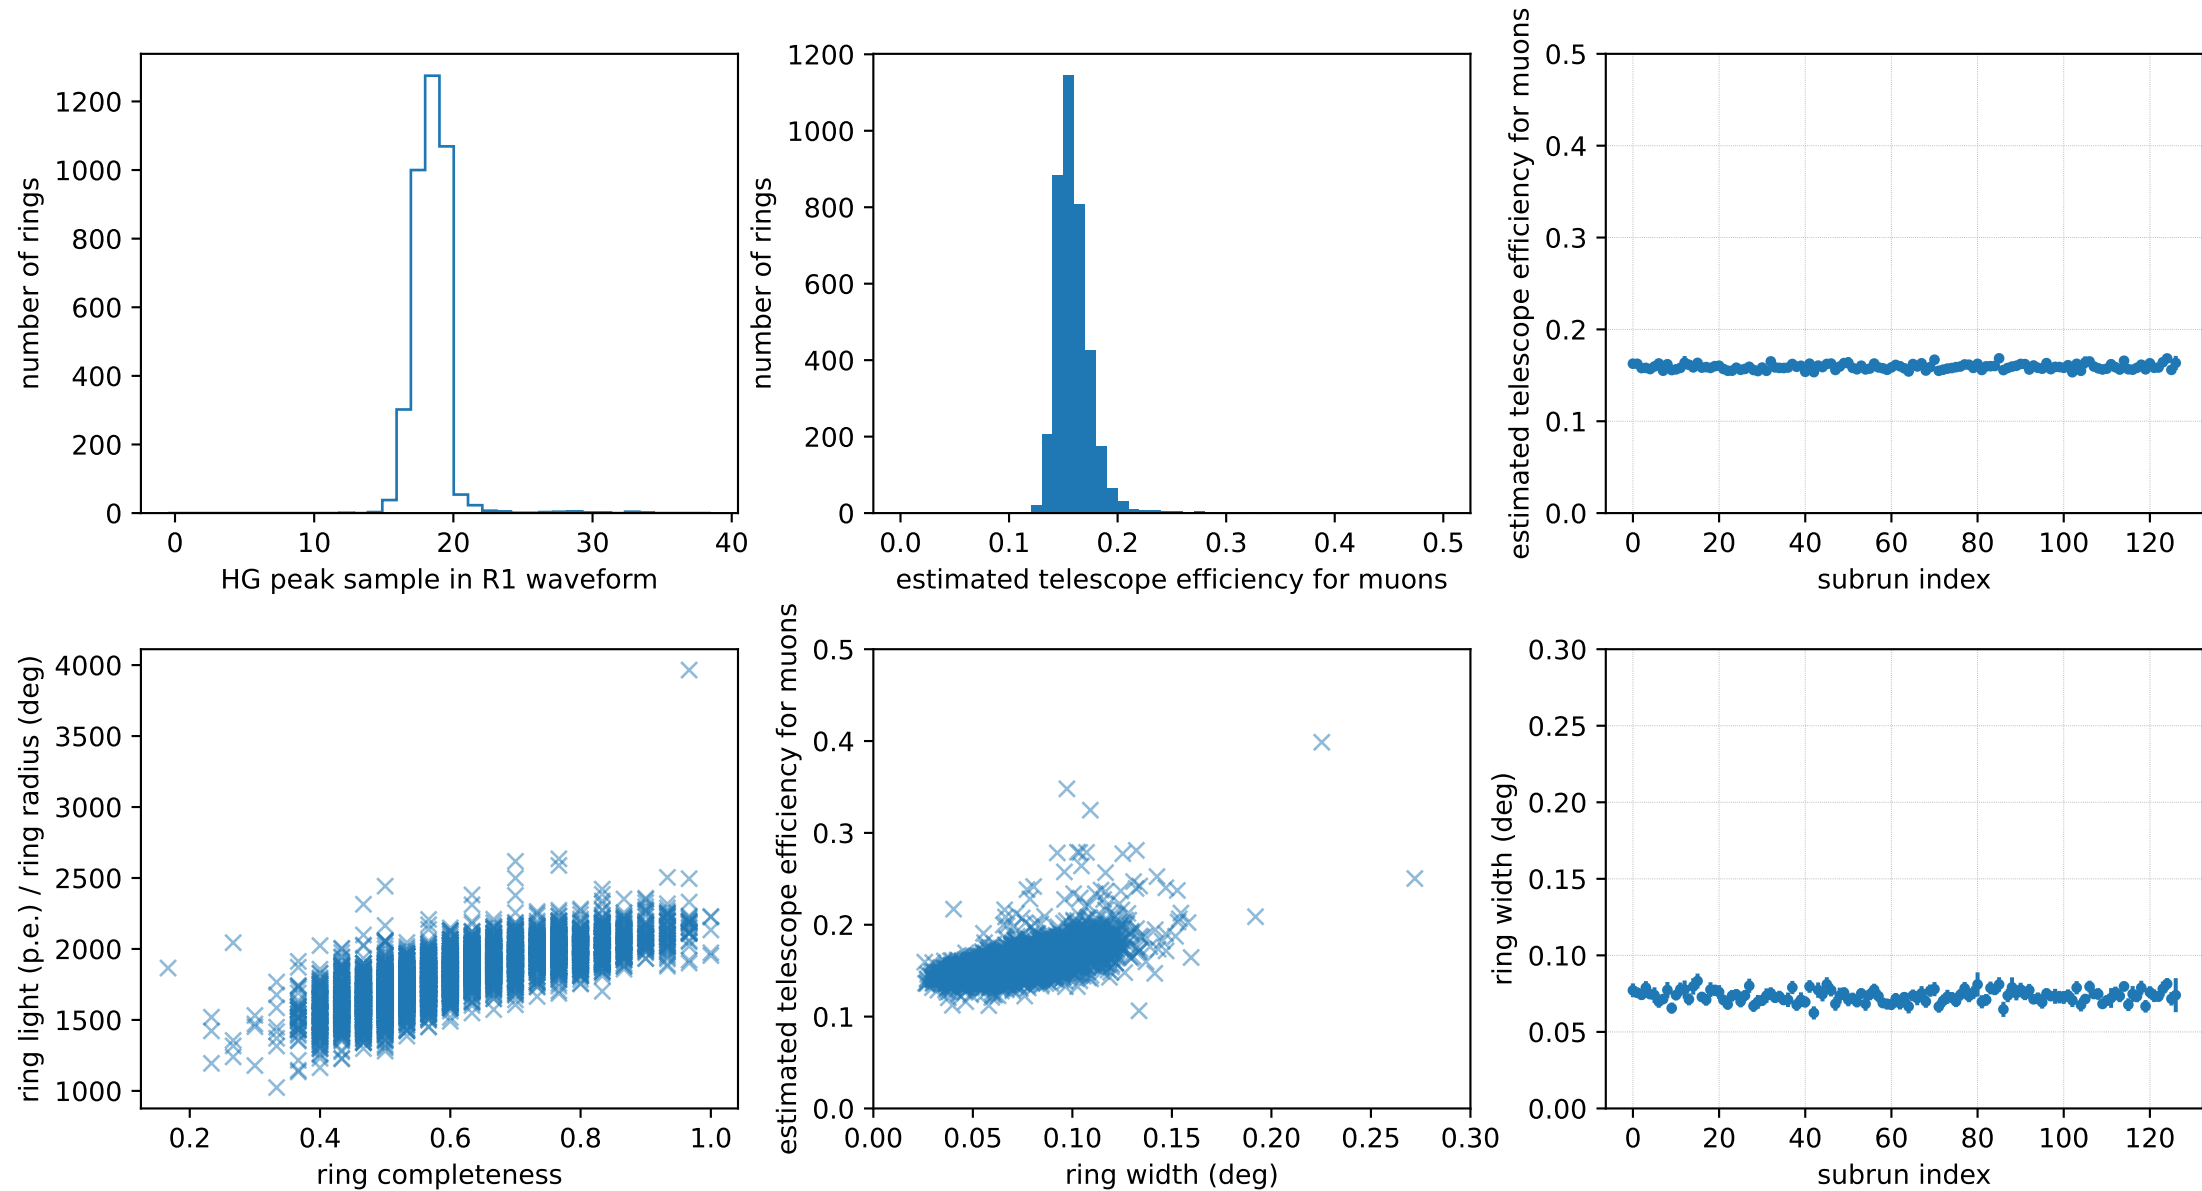 number of rings
1200
1000
800
600
400
200
0
0 10 20 30 40
HG peak sample in R1 waveform
number of rings
1200
1000
800
600
400
200
0
0.0 0.1 0.2 0.3 0.4 0.5
estimated telescope efficiency for muons
estimated telescope efficiency for muons
0.5
0.4
0.3
0.2
0.1
0.0
0 20 40 60 80 100 120
subrun index
ring light (p.e.) / ring radius (deg)
4000
3500
3000
2500
2000
1500
1000
0.2 0.4 0.6 0.8 1.0
ring completeness
estimated telescope efficiency for muons
0.5
0.4
0.3
0.2
0.1
0.0
0.00 0.05 0.10 0.15 0.20 0.25 0.30
ring width (deg)
ring width (deg)
0.30
0.25
0.20
0.15
0.10
0.05
0.00
0 20 40 60 80 100 120
subrun index